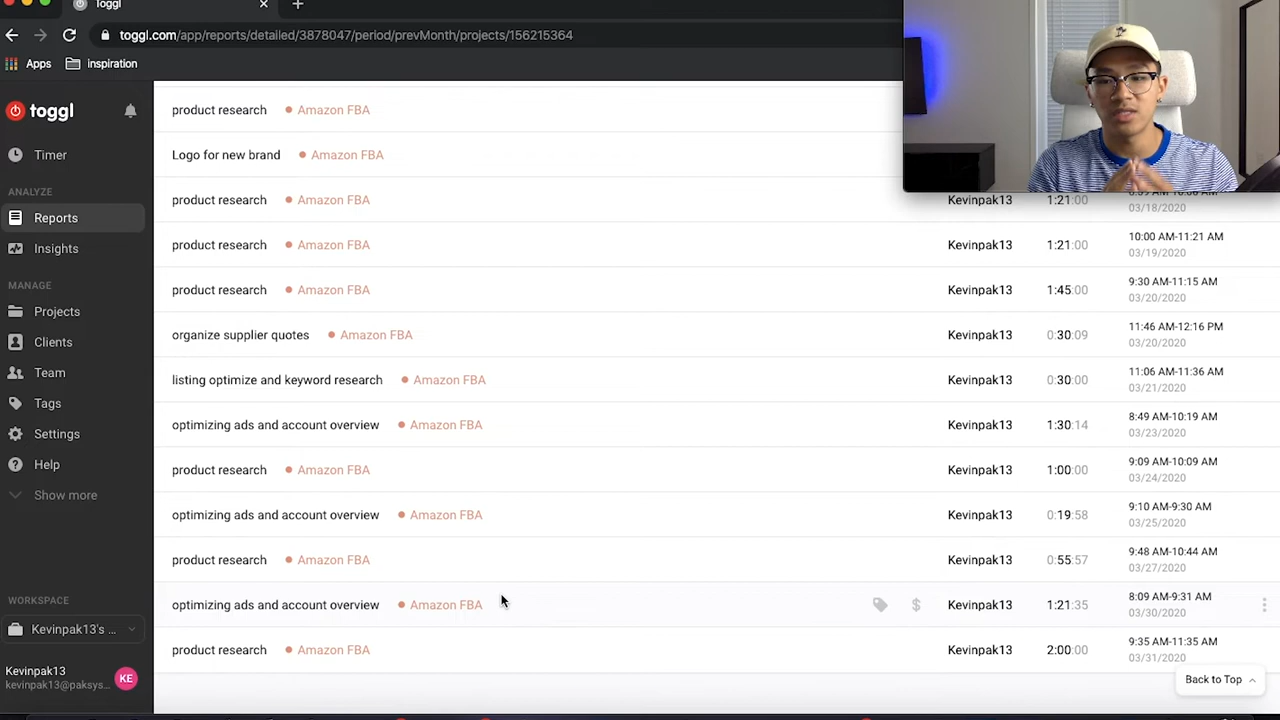 Toggl
toggl.com/app/reports/detailed/3878047/period/prevMonth/projects/156215364
Apps
inspiration
toggl
Timer
ANALYZE
Reports
Insights
MANAGE
Projects
Clients
Team
Tags
Settings
Help
Show more
WORKSPACE
Kevinpak13's ...
Kevinpak13
kevinpak13@paksys...
KE
product research Amazon FBA
Logo for new brand Amazon FBA
product research Amazon FBA Kevinpak13 1:21:00
03/18/2020
product research Amazon FBA Kevinpak13 1:21:00 10:00 AM-11:21 AM
03/19/2020
product research Amazon FBA Kevinpak13 1:45:00 9:30 AM-11:15 AM
03/20/2020
organize supplier quotes Amazon FBA Kevinpak13 0:30:09 11:46 AM-12:16 PM
03/20/2020
listing optimize and keyword research Amazon FBA Kevinpak13 0:30:00 11:06 AM-11:36 AM
03/21/2020
optimizing ads and account overview Amazon FBA Kevinpak13 1:30:14 8:49 AM-10:19 AM
03/23/2020
product research Amazon FBA Kevinpak13 1:00:00 9:09 AM-10:09 AM
03/24/2020
optimizing ads and account overview Amazon FBA Kevinpak13 0:19:58 9:10 AM-9:30 AM
03/25/2020
product research Amazon FBA Kevinpak13 0:55:57 9:48 AM-10:44 AM
03/27/2020
optimizing ads and account overview Amazon FBA $ Kevinpak13 1:21:35 8:09 AM-9:31 AM
03/30/2020
product research Amazon FBA Kevinpak13 2:00:00 9:35 AM-11:35 AM
03/31/2020
Back to Top